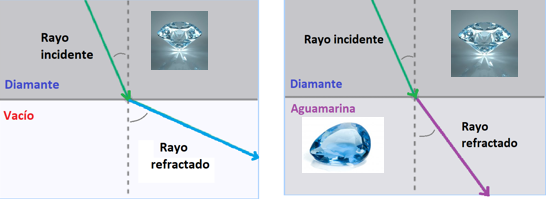 Rayo
incidente
Diamante
Vacío
Rayo
refractado
Rayo incidente
Diamante
Aguamarina
Rayo
refractado